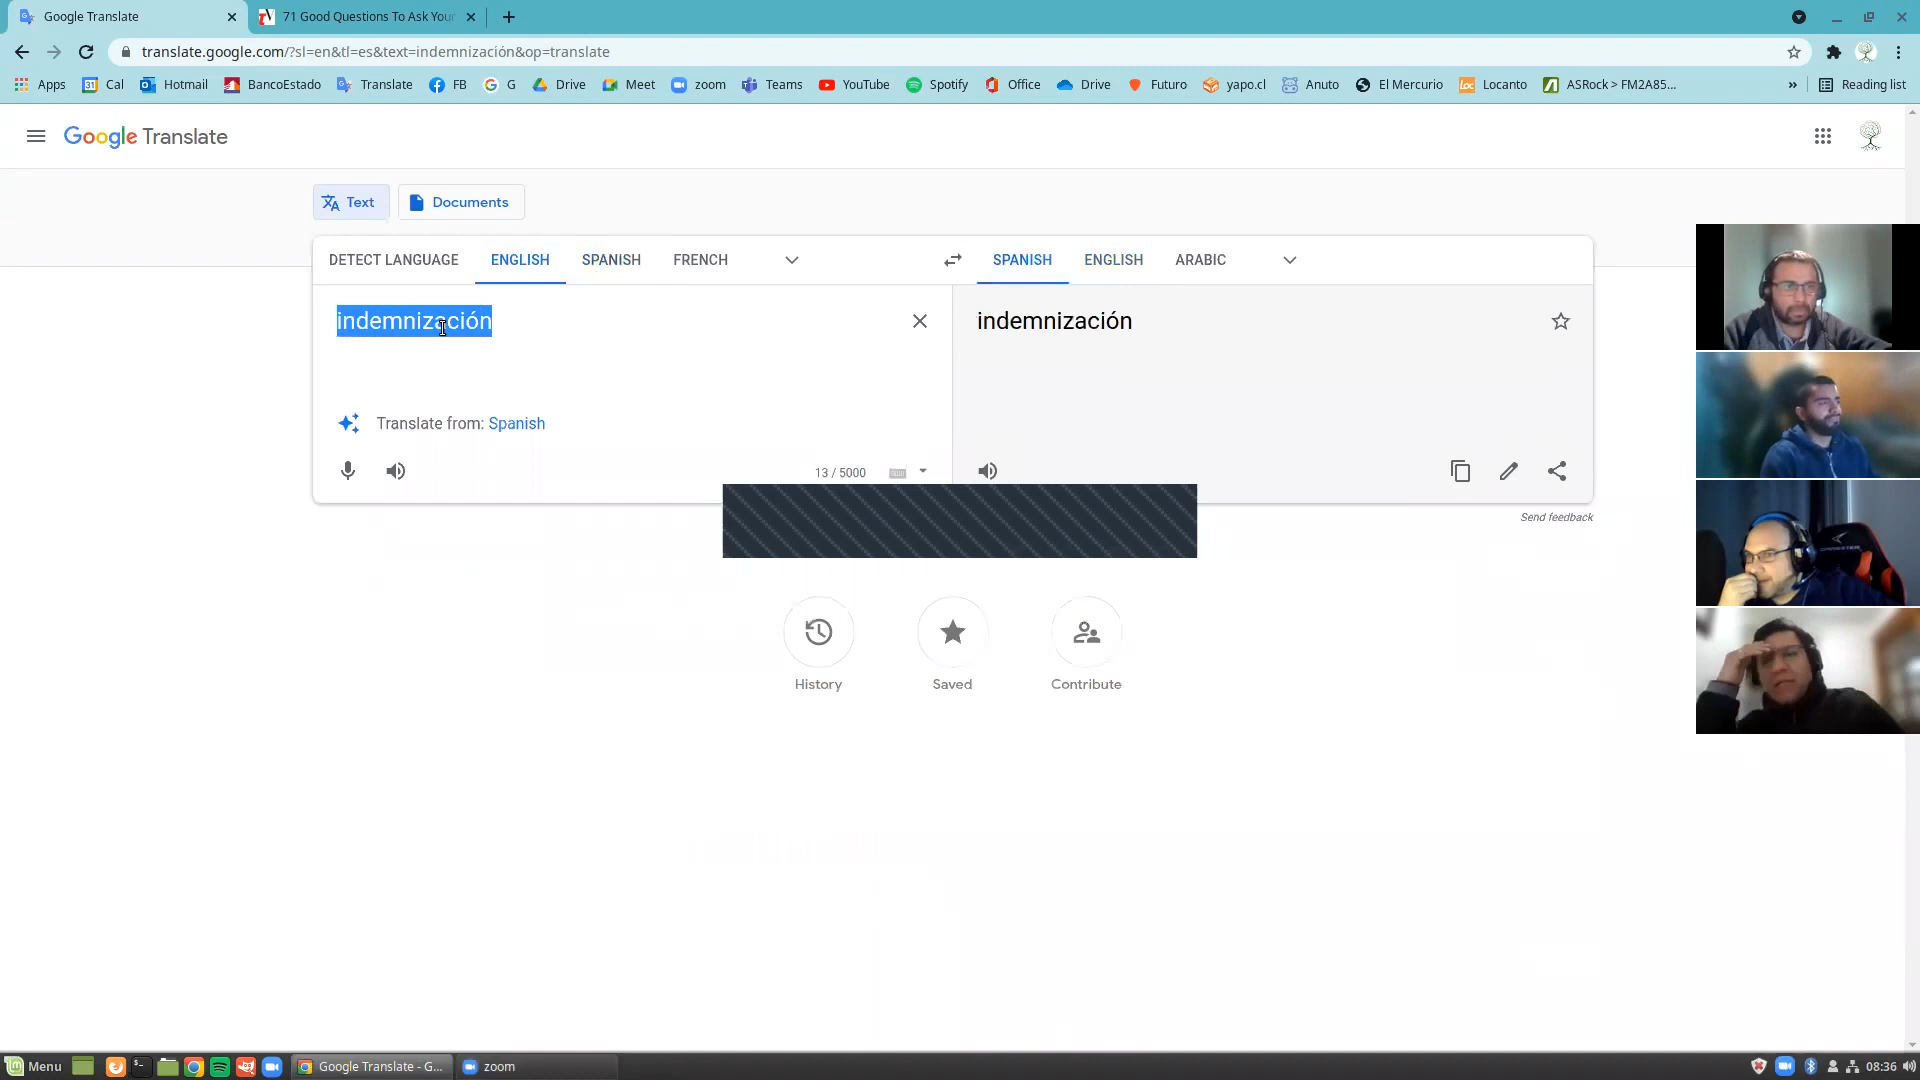 Google Translate
71 Good Questions To Ask Your
translate.google.com/?sl=en&tl=es&text=indemnización&op=translate
Apps
Cal
Hotmail
BancoEstado
Translate
FB
G
Drive
Meet
zoom
Teams
YouTube
Spotify
Office
Drive
Futuro
yapo.cl
Anuto
El Mercurio
Locanto
ASRock > FM2A85...
»
Reading list
Google Translate
Text
Documents
DETECT LANGUAGE
ENGLISH
SPANISH
FRENCH
SPANISH
ENGLISH
ARABIC
indemnización
indemnización
Translate from: Spanish
13 / 5000
Send feedback
History
Saved
Contribute
Menu
Google Translate - G...
zoom
08:36